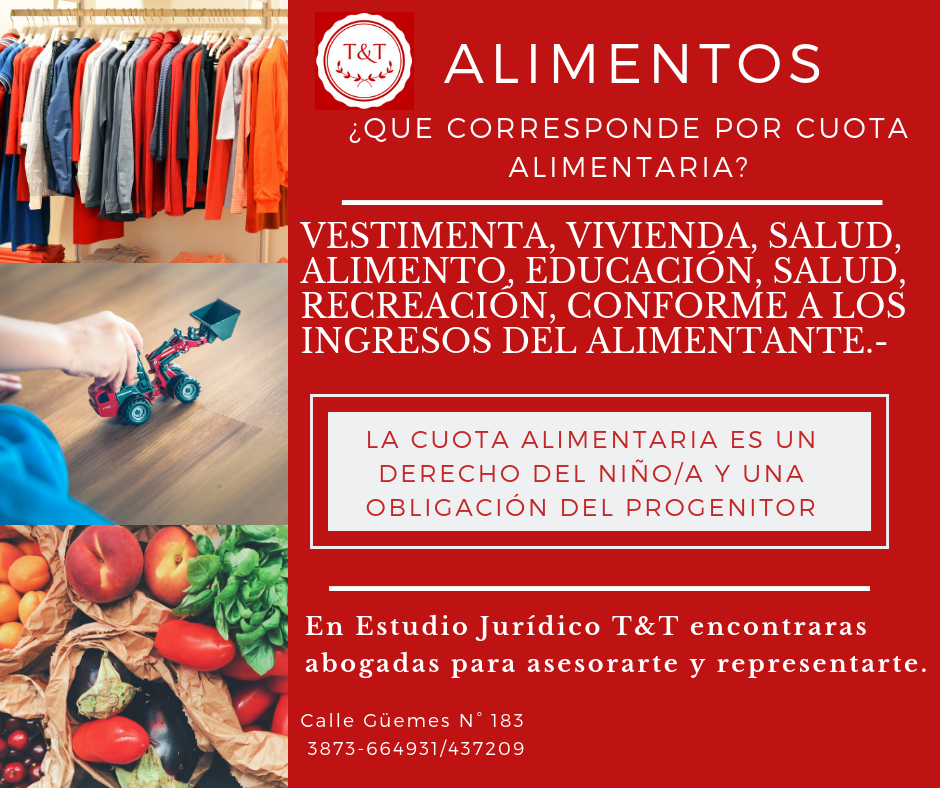 T&T
ALIMENTOS
¿QUE CORRESPONDE POR CUOTA
ALIMENTARIA?
VESTIMENTA, VIVIENDA, SALUD,
ALIMENTO, EDUCACIÓN, SALUD,
RECREACIÓN, CONFORME A LOS
INGRESOS DEL ALIMENTANTE.-
LA CUOTA ALIMENTARIA ES UN
DERECHO DEL NIÑO/A Y UNA
OBLIGACIÓN DEL PROGENITOR
En Estudio Jurídico T&T encontraras
abogadas para asesorarte y representarte.
Calle Güemes N° 183
3873-664931/437209